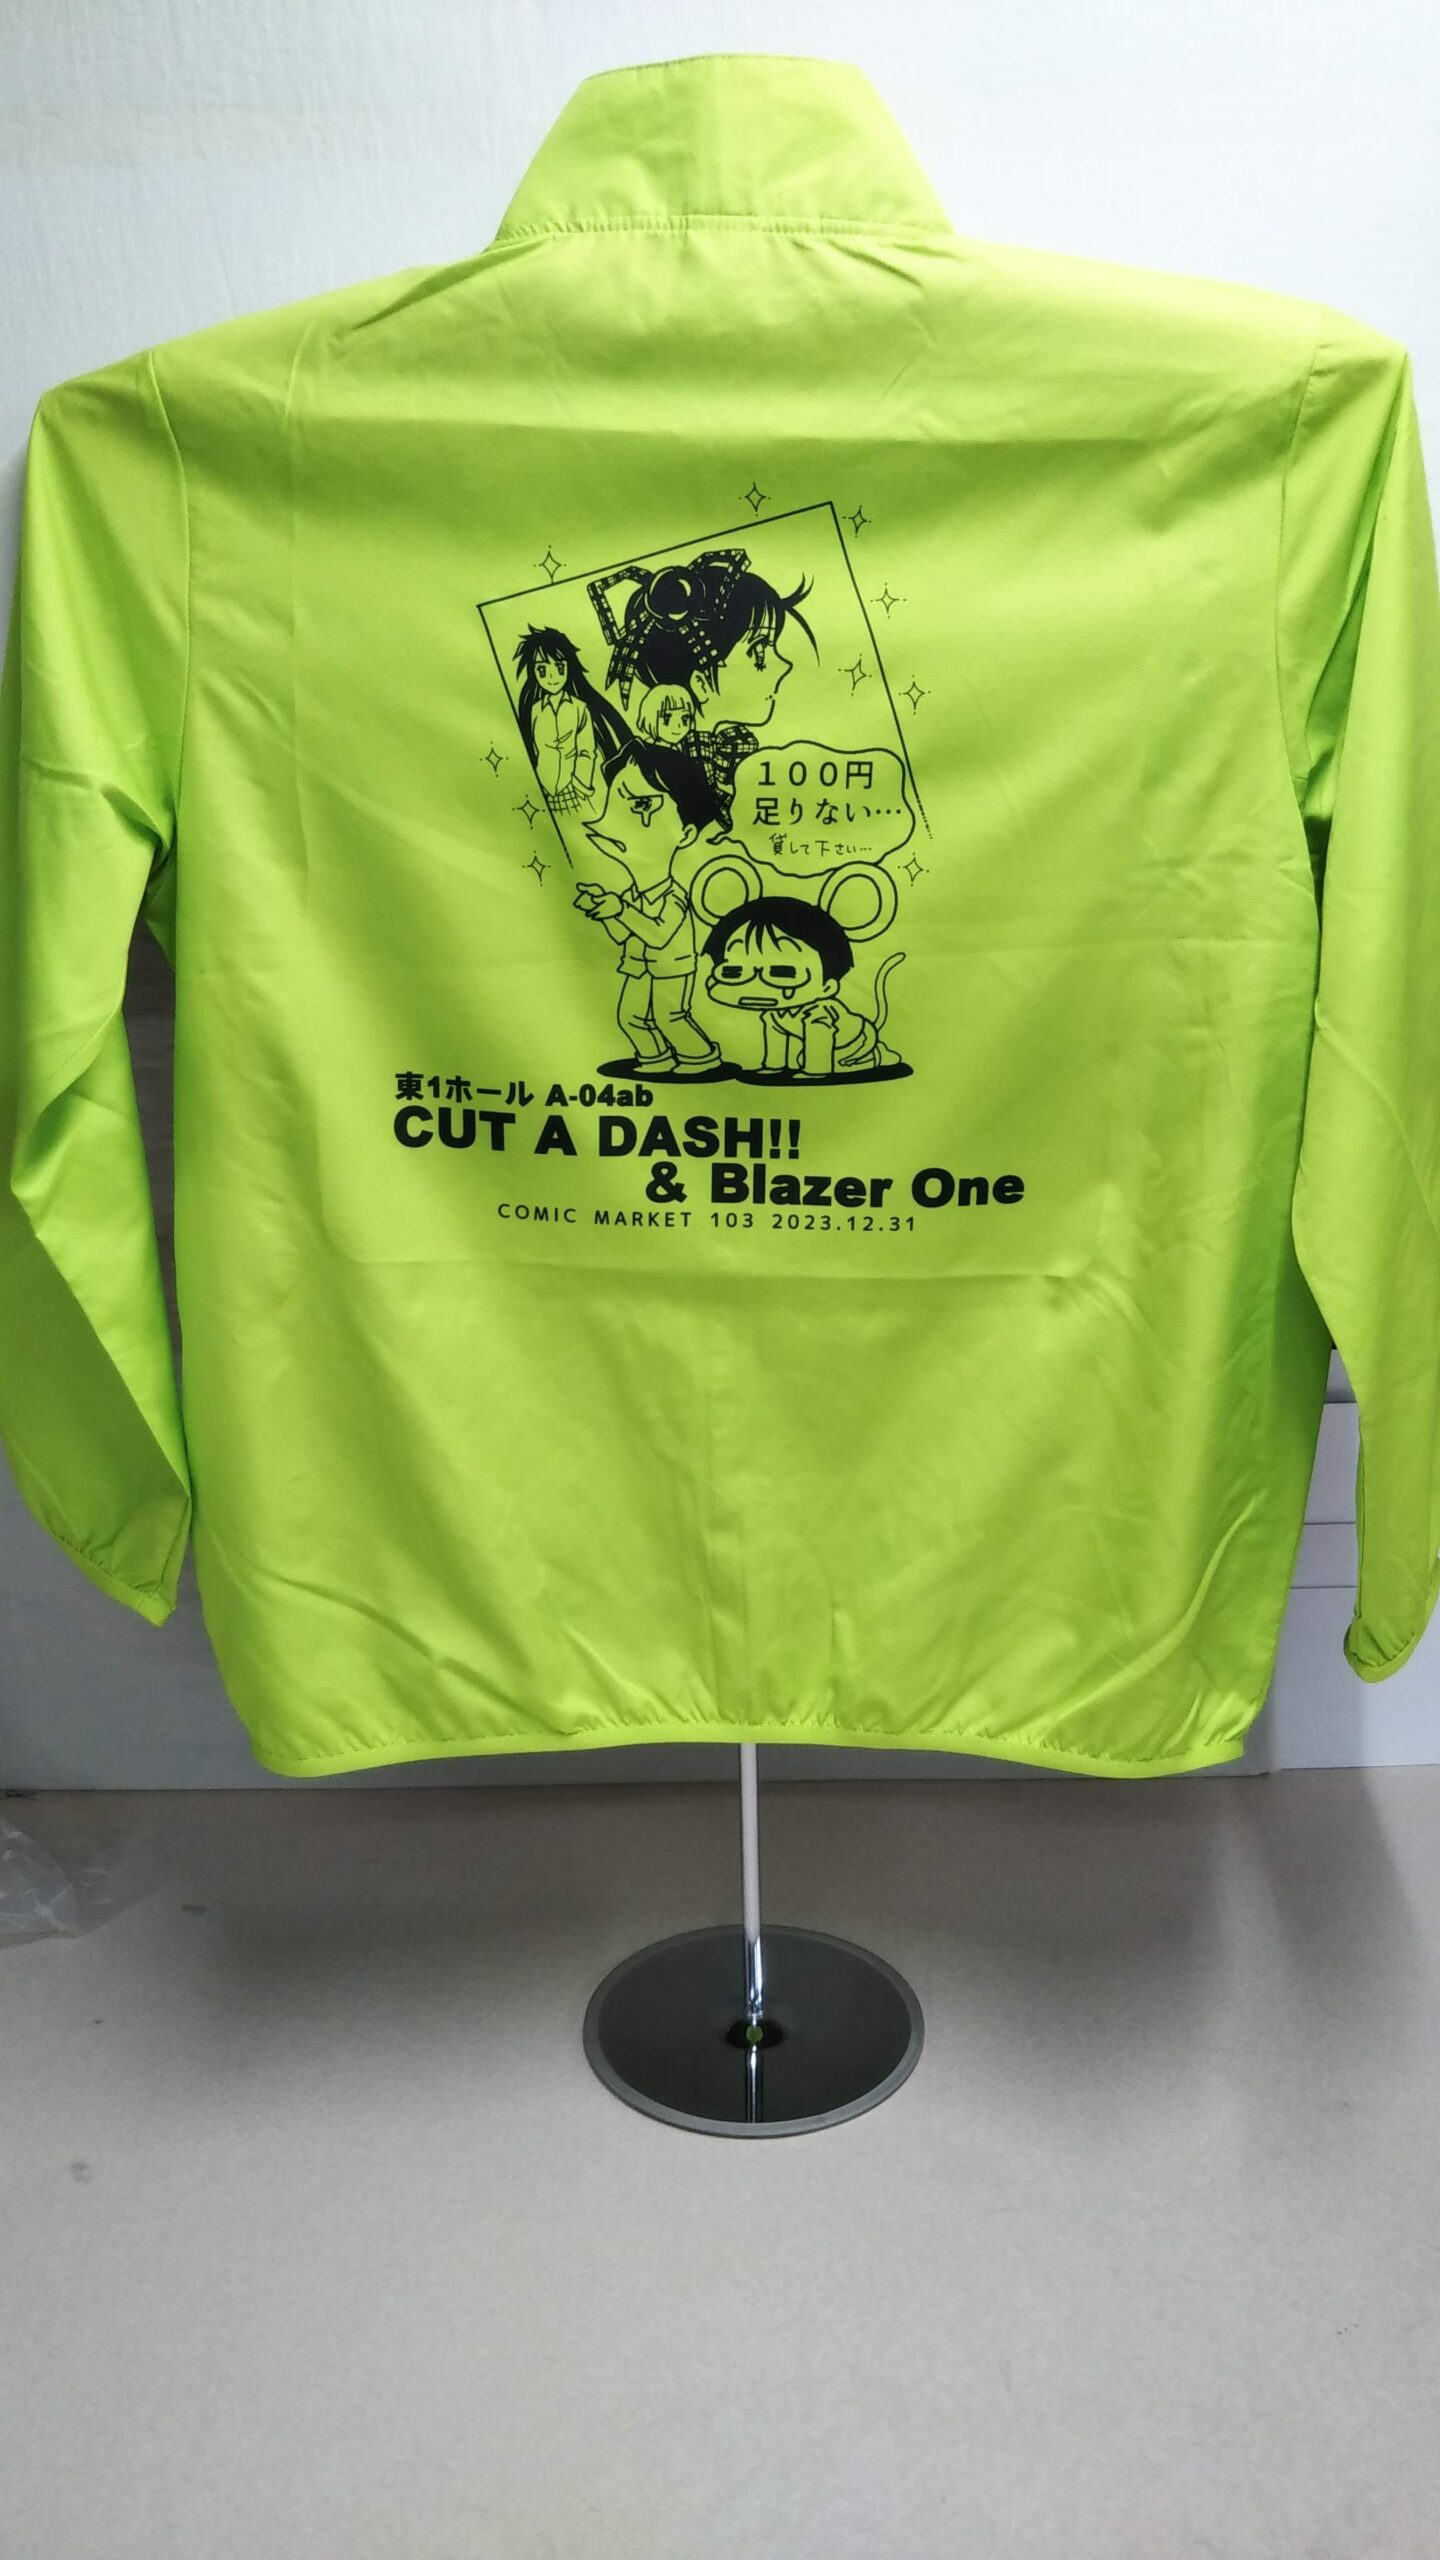 １００円
足りない…
貸して下さい…
東1ホール A-04ab
CUT A DASH!!
& Blazer One
COMIC MARKET 103 2023.12.31